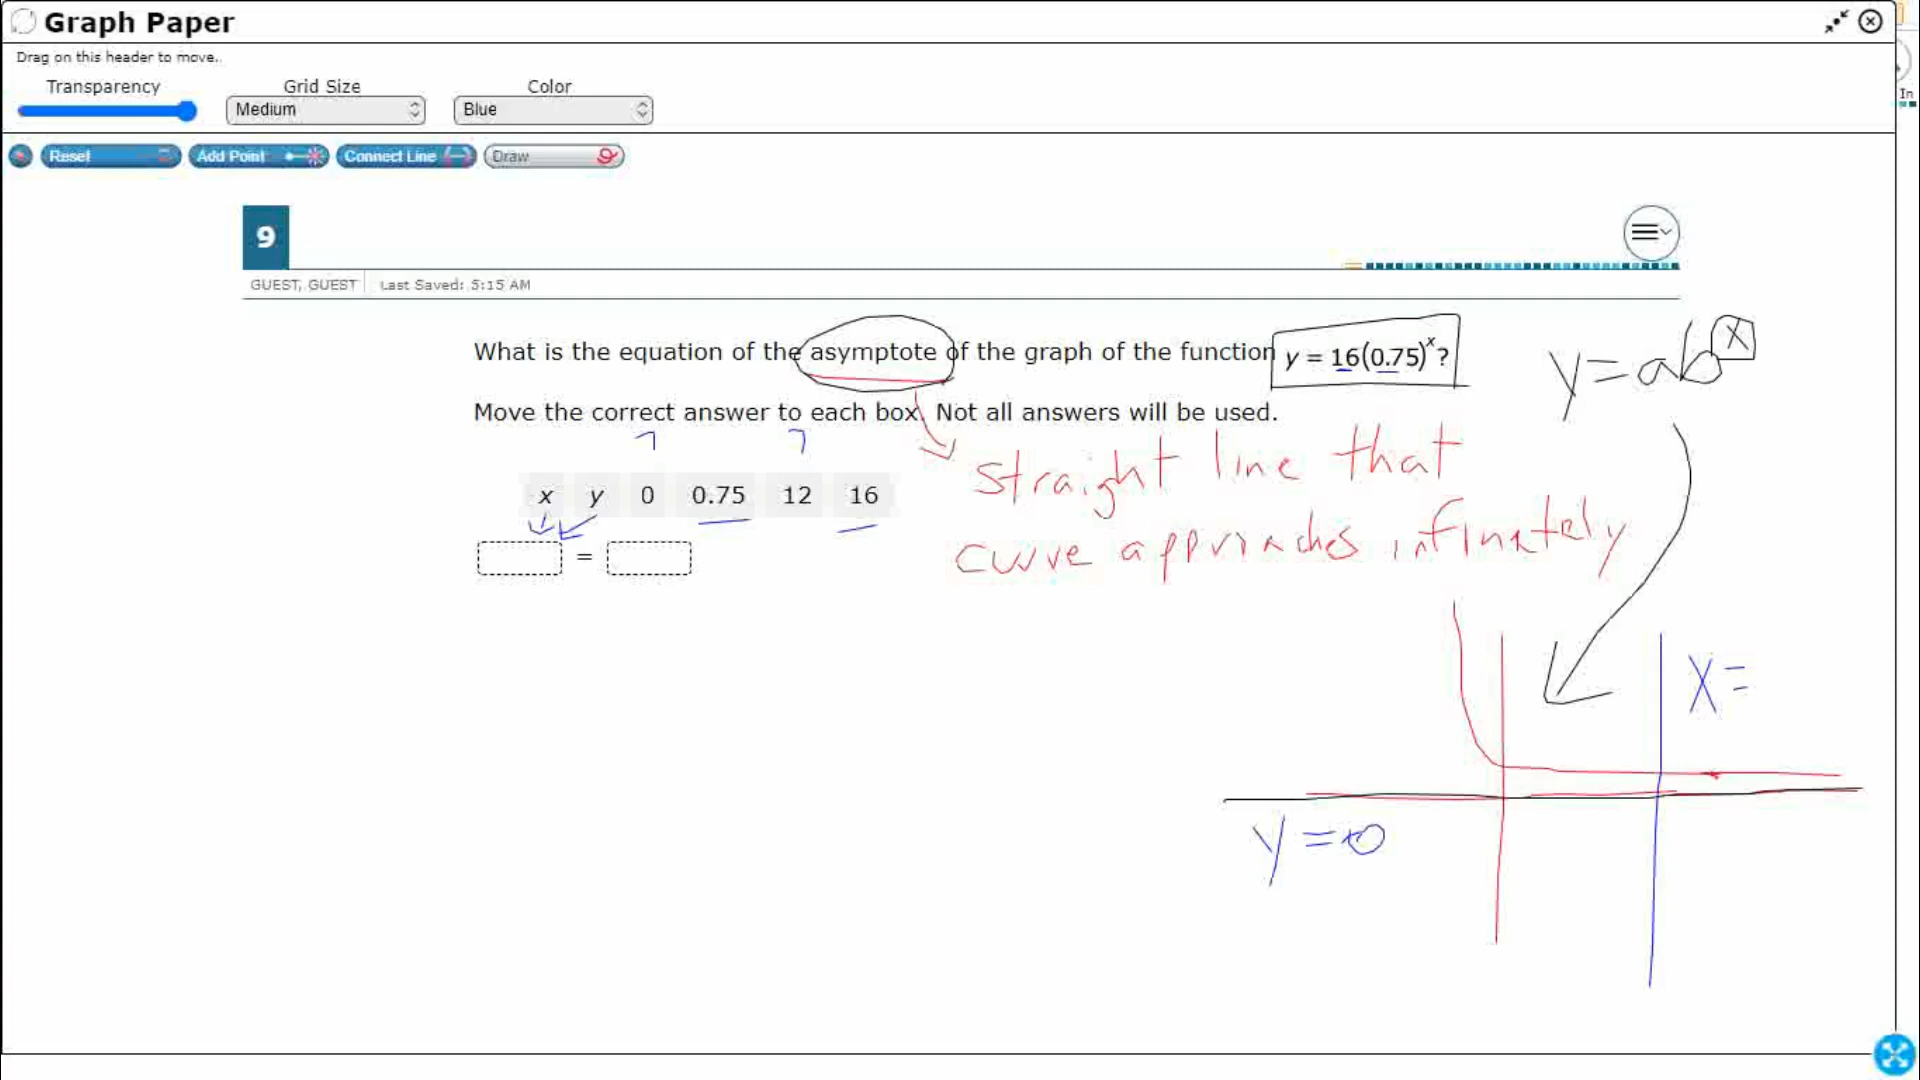 Graph Paper
Drag on this header to move..
Transparency Grid Size Color
Medium Blue
In
Reset Add Point Connect Line Draw
9
GUEST, GUEST Last Saved: 5:15 AM
What is the equation of the asymptote of the graph of the function y = 16(0.75)^x?
y = ab^x
Move the correct answer to each box. Not all answers will be used.
straight line that
x y 0 0.75 12 16
curve approaches infinately
=
x =
y = 0